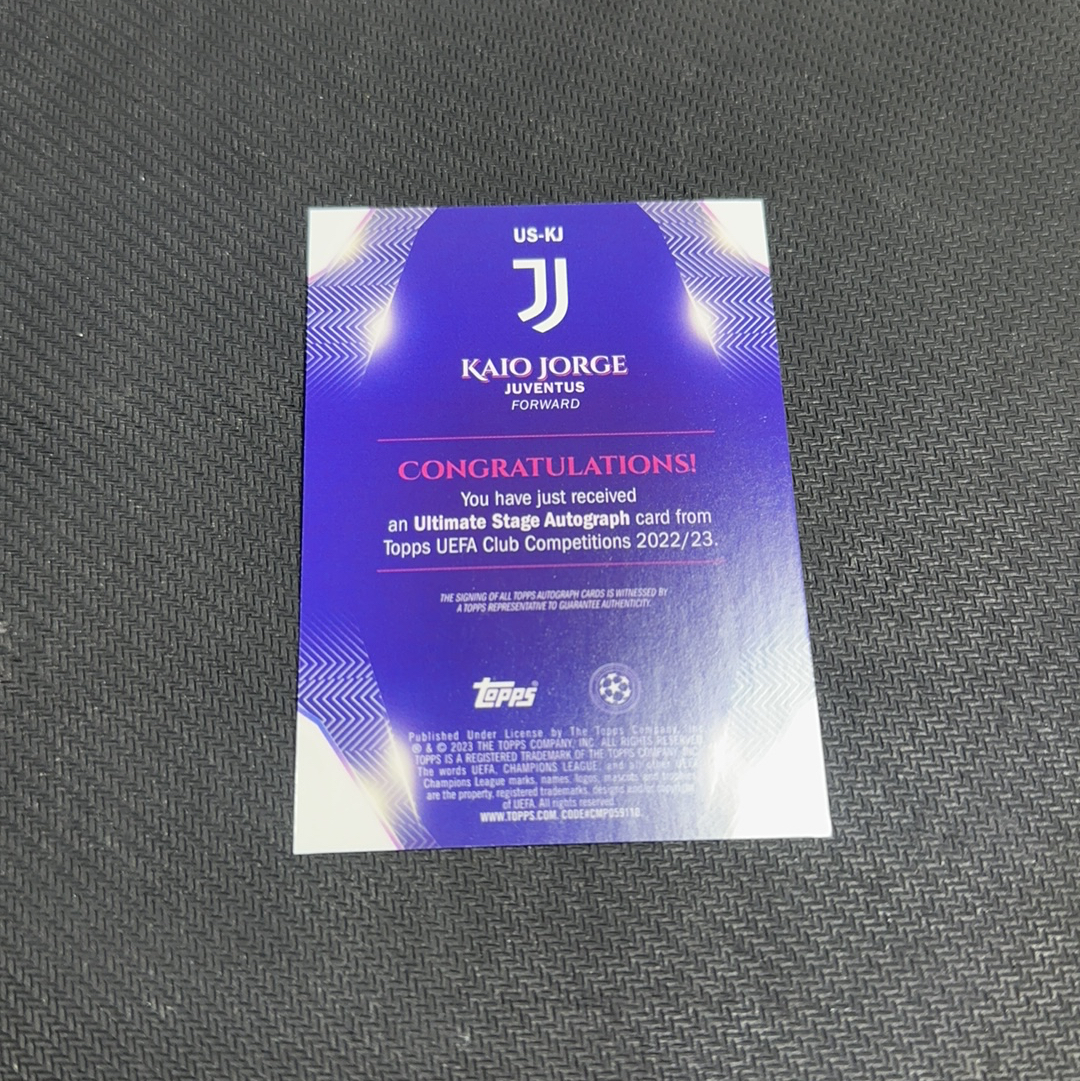 US-KJ
KAIO JORGE
JUVENTUS
FORWARD
CONGRATULATIONS!
You have just received
an Ultimate Stage Autograph card from
Topps UEFA Club Competitions 2022/23.
THE SIGNING OF ALL TOPPS AUTOGRAPH CARDS IS WITNESSED BY
A TOPPS REPRESENTATIVE TO GUARANTEE AUTHENTICITY.
topps®
Published Under License by The Topps Company, Inc.
® & © 2023 THE TOPPS COMPANY, INC. ALL RIGHTS RESERVED.
TOPPS IS A REGISTERED TRADEMARK OF THE TOPPS COMPANY, INC.
The words UEFA, CHAMPIONS LEAGUE, and all other UEFA
Champions League marks, names, logos, mascots and trophies
are the property, registered trademarks, designs and/or copyright
of UEFA. All rights reserved.
WWW.TOPPS.COM. CODE#CMP059110.